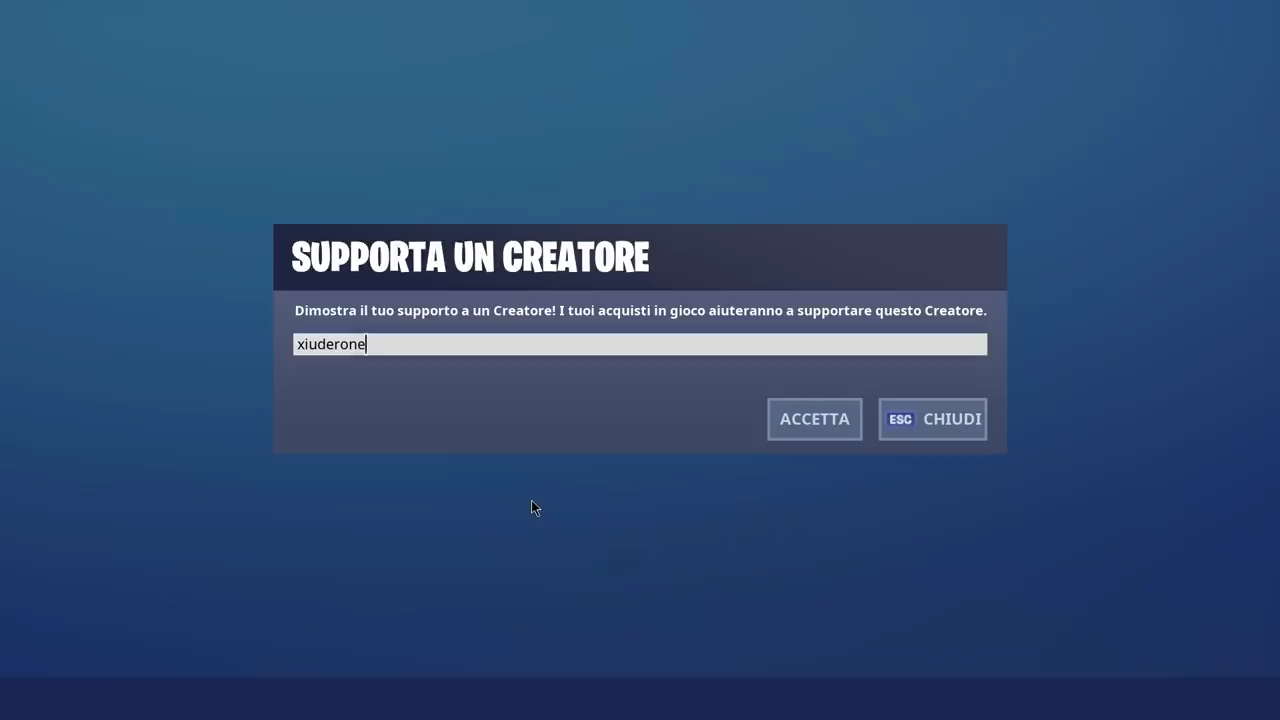 SUPPORTA UN CREATORE
Dimostra il tuo supporto a un Creatore! I tuoi acquisti in gioco aiuteranno a supportare questo Creatore.
xiuderone
ACCETTA
ESC CHIUDI